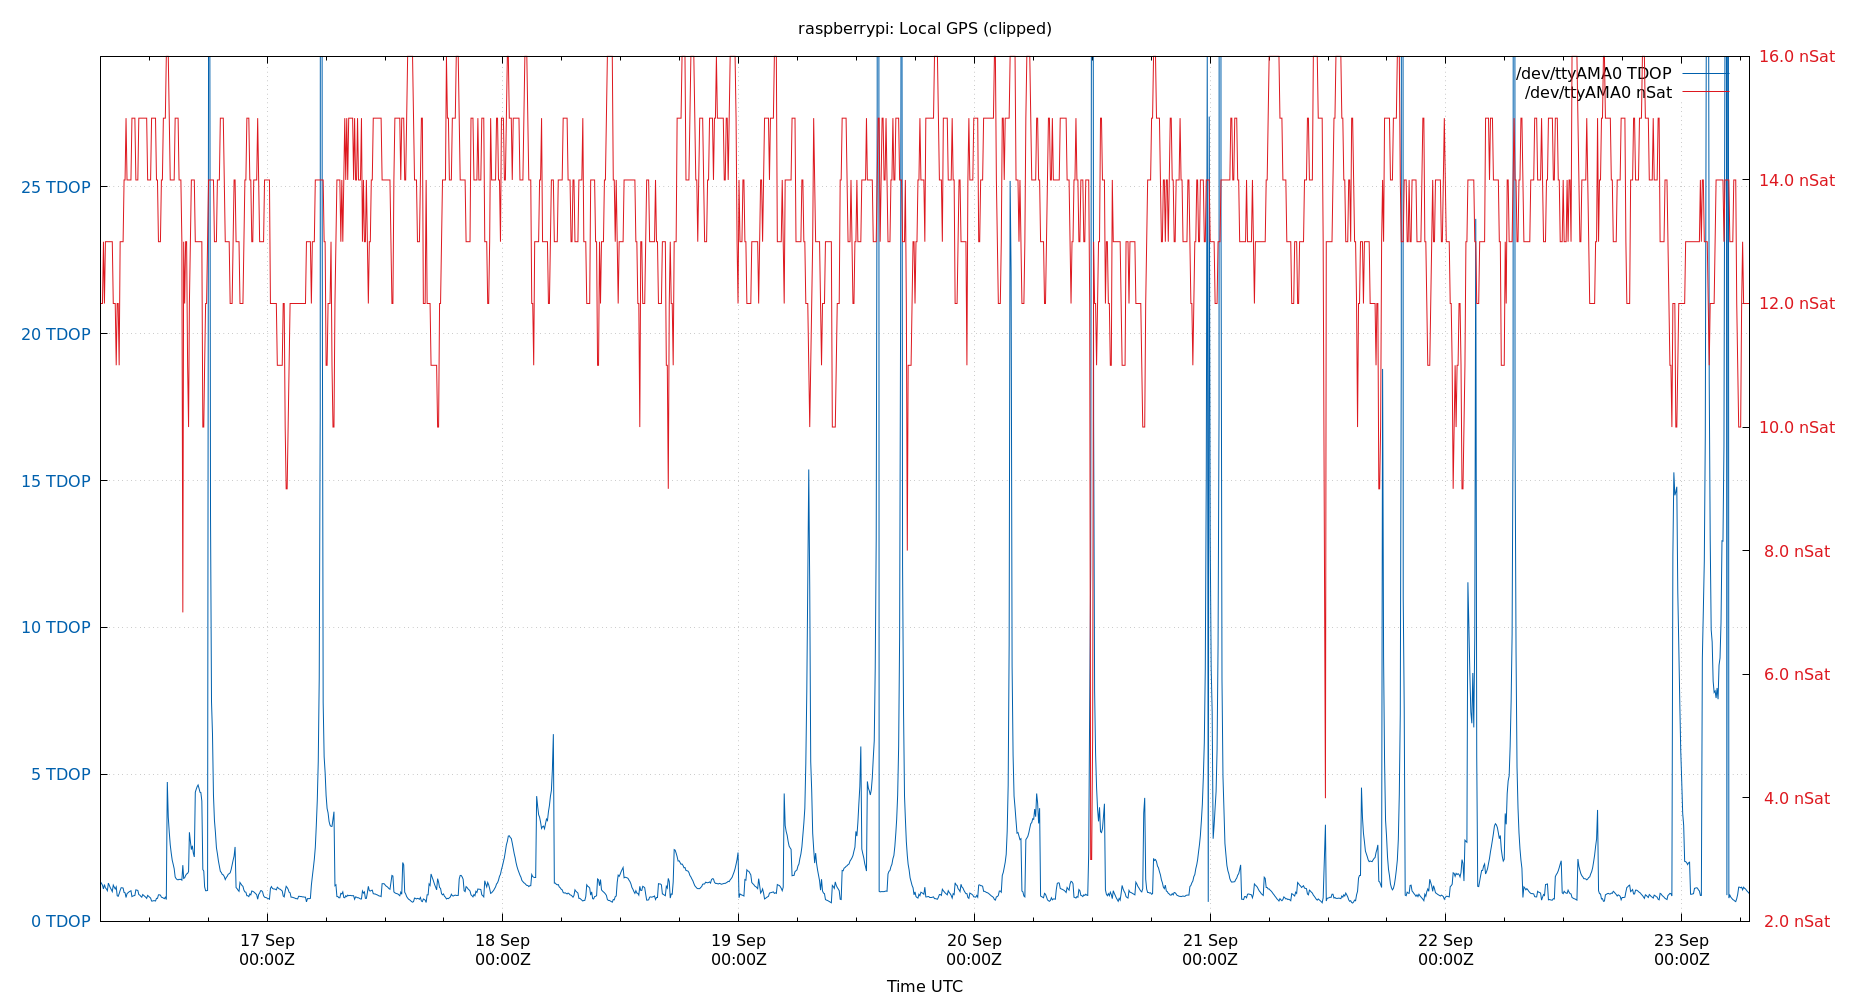 raspberrypi: Local GPS (clipped)
/dev/ttyAMA0 TDOP
/dev/ttyAMA0 nSat
25 TDOP
20 TDOP
15 TDOP
10 TDOP
5 TDOP
0 TDOP
16.0 nSat
14.0 nSat
12.0 nSat
10.0 nSat
8.0 nSat
6.0 nSat
4.0 nSat
2.0 nSat
17 Sep
00:00Z
18 Sep
00:00Z
19 Sep
00:00Z
20 Sep
00:00Z
21 Sep
00:00Z
22 Sep
00:00Z
23 Sep
00:00Z
Time UTC